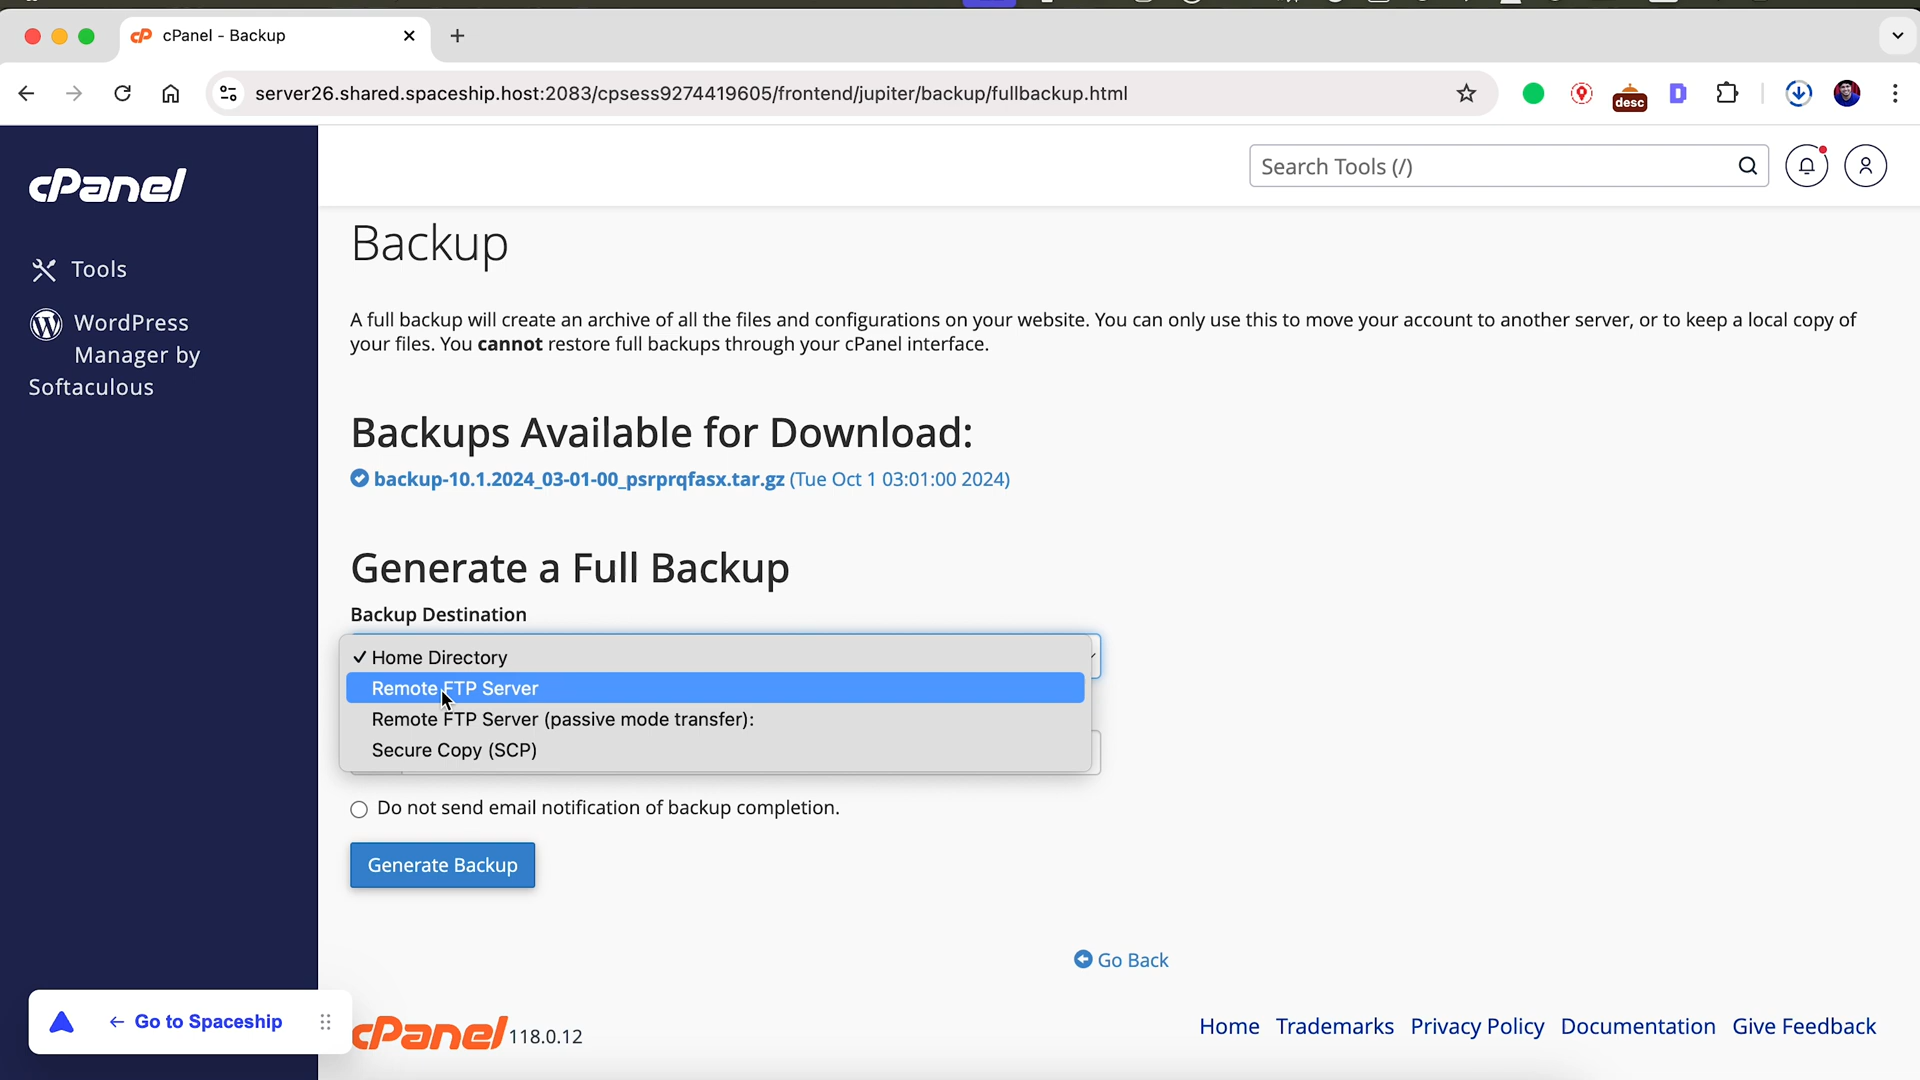 cPanel - Backup
server26.shared.spaceship.host:2083/cpsess9274419605/frontend/jupiter/backup/fullbackup.html
desc
D
cPanel
Search Tools (/)
Tools
WordPress
Manager by
Softaculous
Backup
A full backup will create an archive of all the files and configurations on your website. You can only use this to move your account to another server, or to keep a local copy of
your files. You cannot restore full backups through your cPanel interface.
Backups Available for Download:
backup-10.1.2024_03-01-00_psrprqfasx.tar.gz (Tue Oct 1 03:01:00 2024)
Generate a Full Backup
Backup Destination
✓ Home Directory
Remote FTP Server
Remote FTP Server (passive mode transfer):
Secure Copy (SCP)
Do not send email notification of backup completion.
Generate Backup
Go Back
← Go to Spaceship
cPanel 118.0.12
Home Trademarks Privacy Policy Documentation Give Feedback